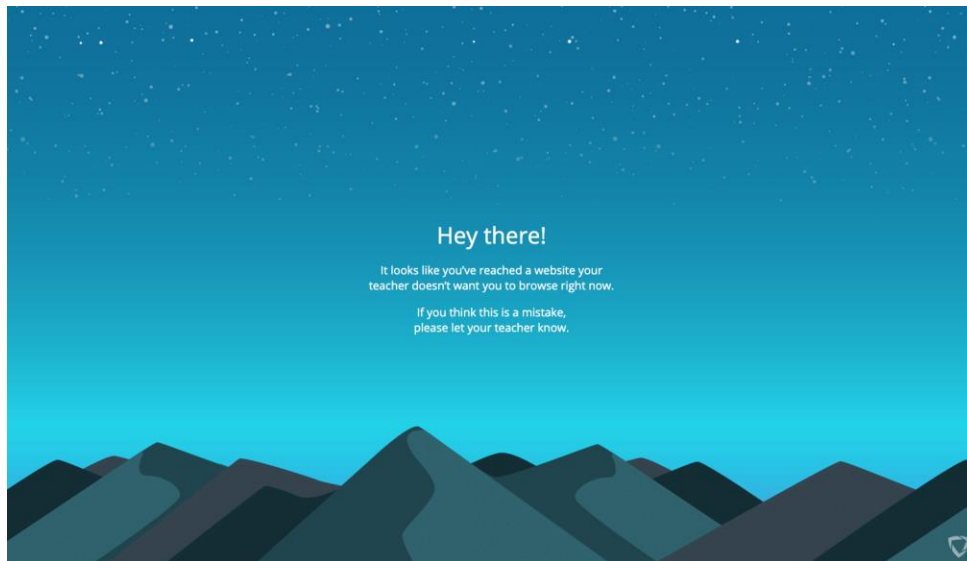 Hey there!
It looks like you’ve reached a website your
teacher doesn’t want you to browse right now.
If you think this is a mistake,
please let your teacher know.